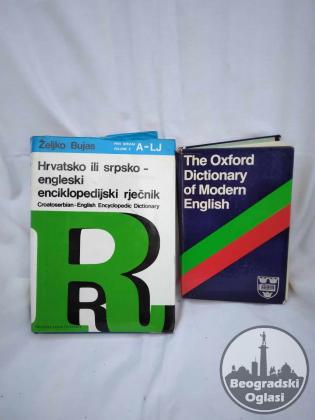 Željko Bujas
PRVI SVEZAK
VOLUME I
A-LJ
Hrvatsko ili srpsko -
engleski
enciklopedijski rječnik
Croatoserbian-English Encyclopedic Dictionary
R
R
The Oxford
Dictionary
of Modern
English
Beogradski
Oglasi